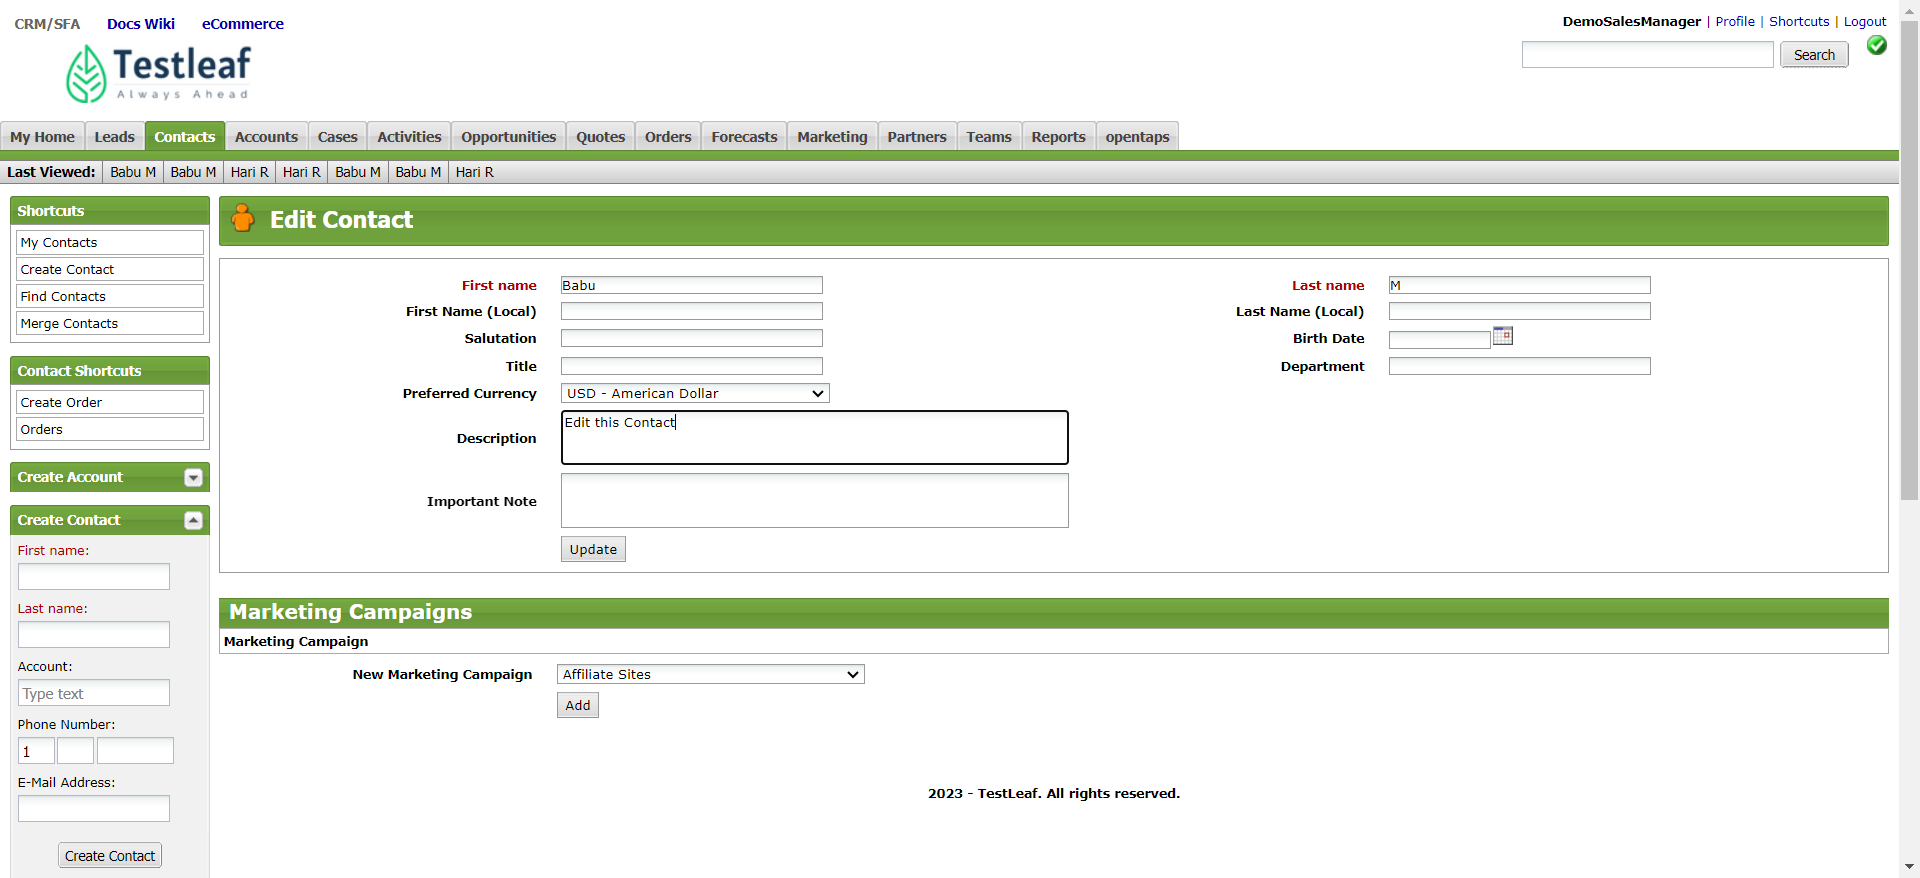 CRM/SFA Docs Wiki eCommerce
DemoSalesManager | Profile | Shortcuts | Logout
Testleaf
Always Ahead
Search
My Home Leads Contacts Accounts Cases Activities Opportunities Quotes Orders Forecasts Marketing Partners Teams Reports opentaps
Last Viewed: Babu M Babu M Hari R Hari R Babu M Babu M Hari R
Shortcuts
My Contacts
Create Contact
Find Contacts
Merge Contacts
Contact Shortcuts
Create Order
Orders
Create Account
Create Contact
First name:
Last name:
Account:
Type text
Phone Number:
1
E-Mail Address:
Create Contact
Edit Contact
First name Babu Last name M
First Name (Local) Last Name (Local)
Salutation Birth Date
Title Department
Preferred Currency USD - American Dollar
Description Edit this Contact
Important Note
Update
Marketing Campaigns
Marketing Campaign
New Marketing Campaign Affiliate Sites
Add
2023 - TestLeaf. All rights reserved.